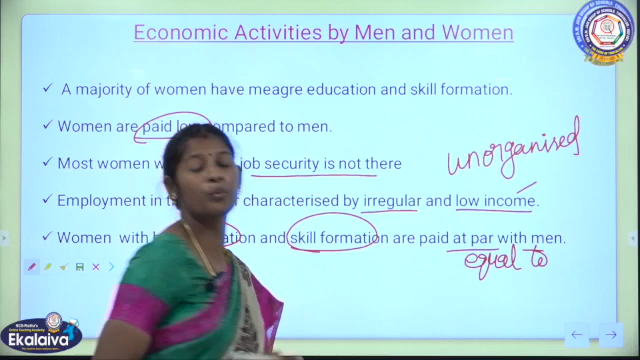 Economic Activities by Men and Women
✓ A majority of women have meagre education and skill formation.
✓ Women are paid low compared to men.
✓ Most women w job security is not there
unorganised
✓ Employment in t characterised by irregular and low income.
✓ Women with and skill formation are paid at par with men.
equal to
Ekalaiva